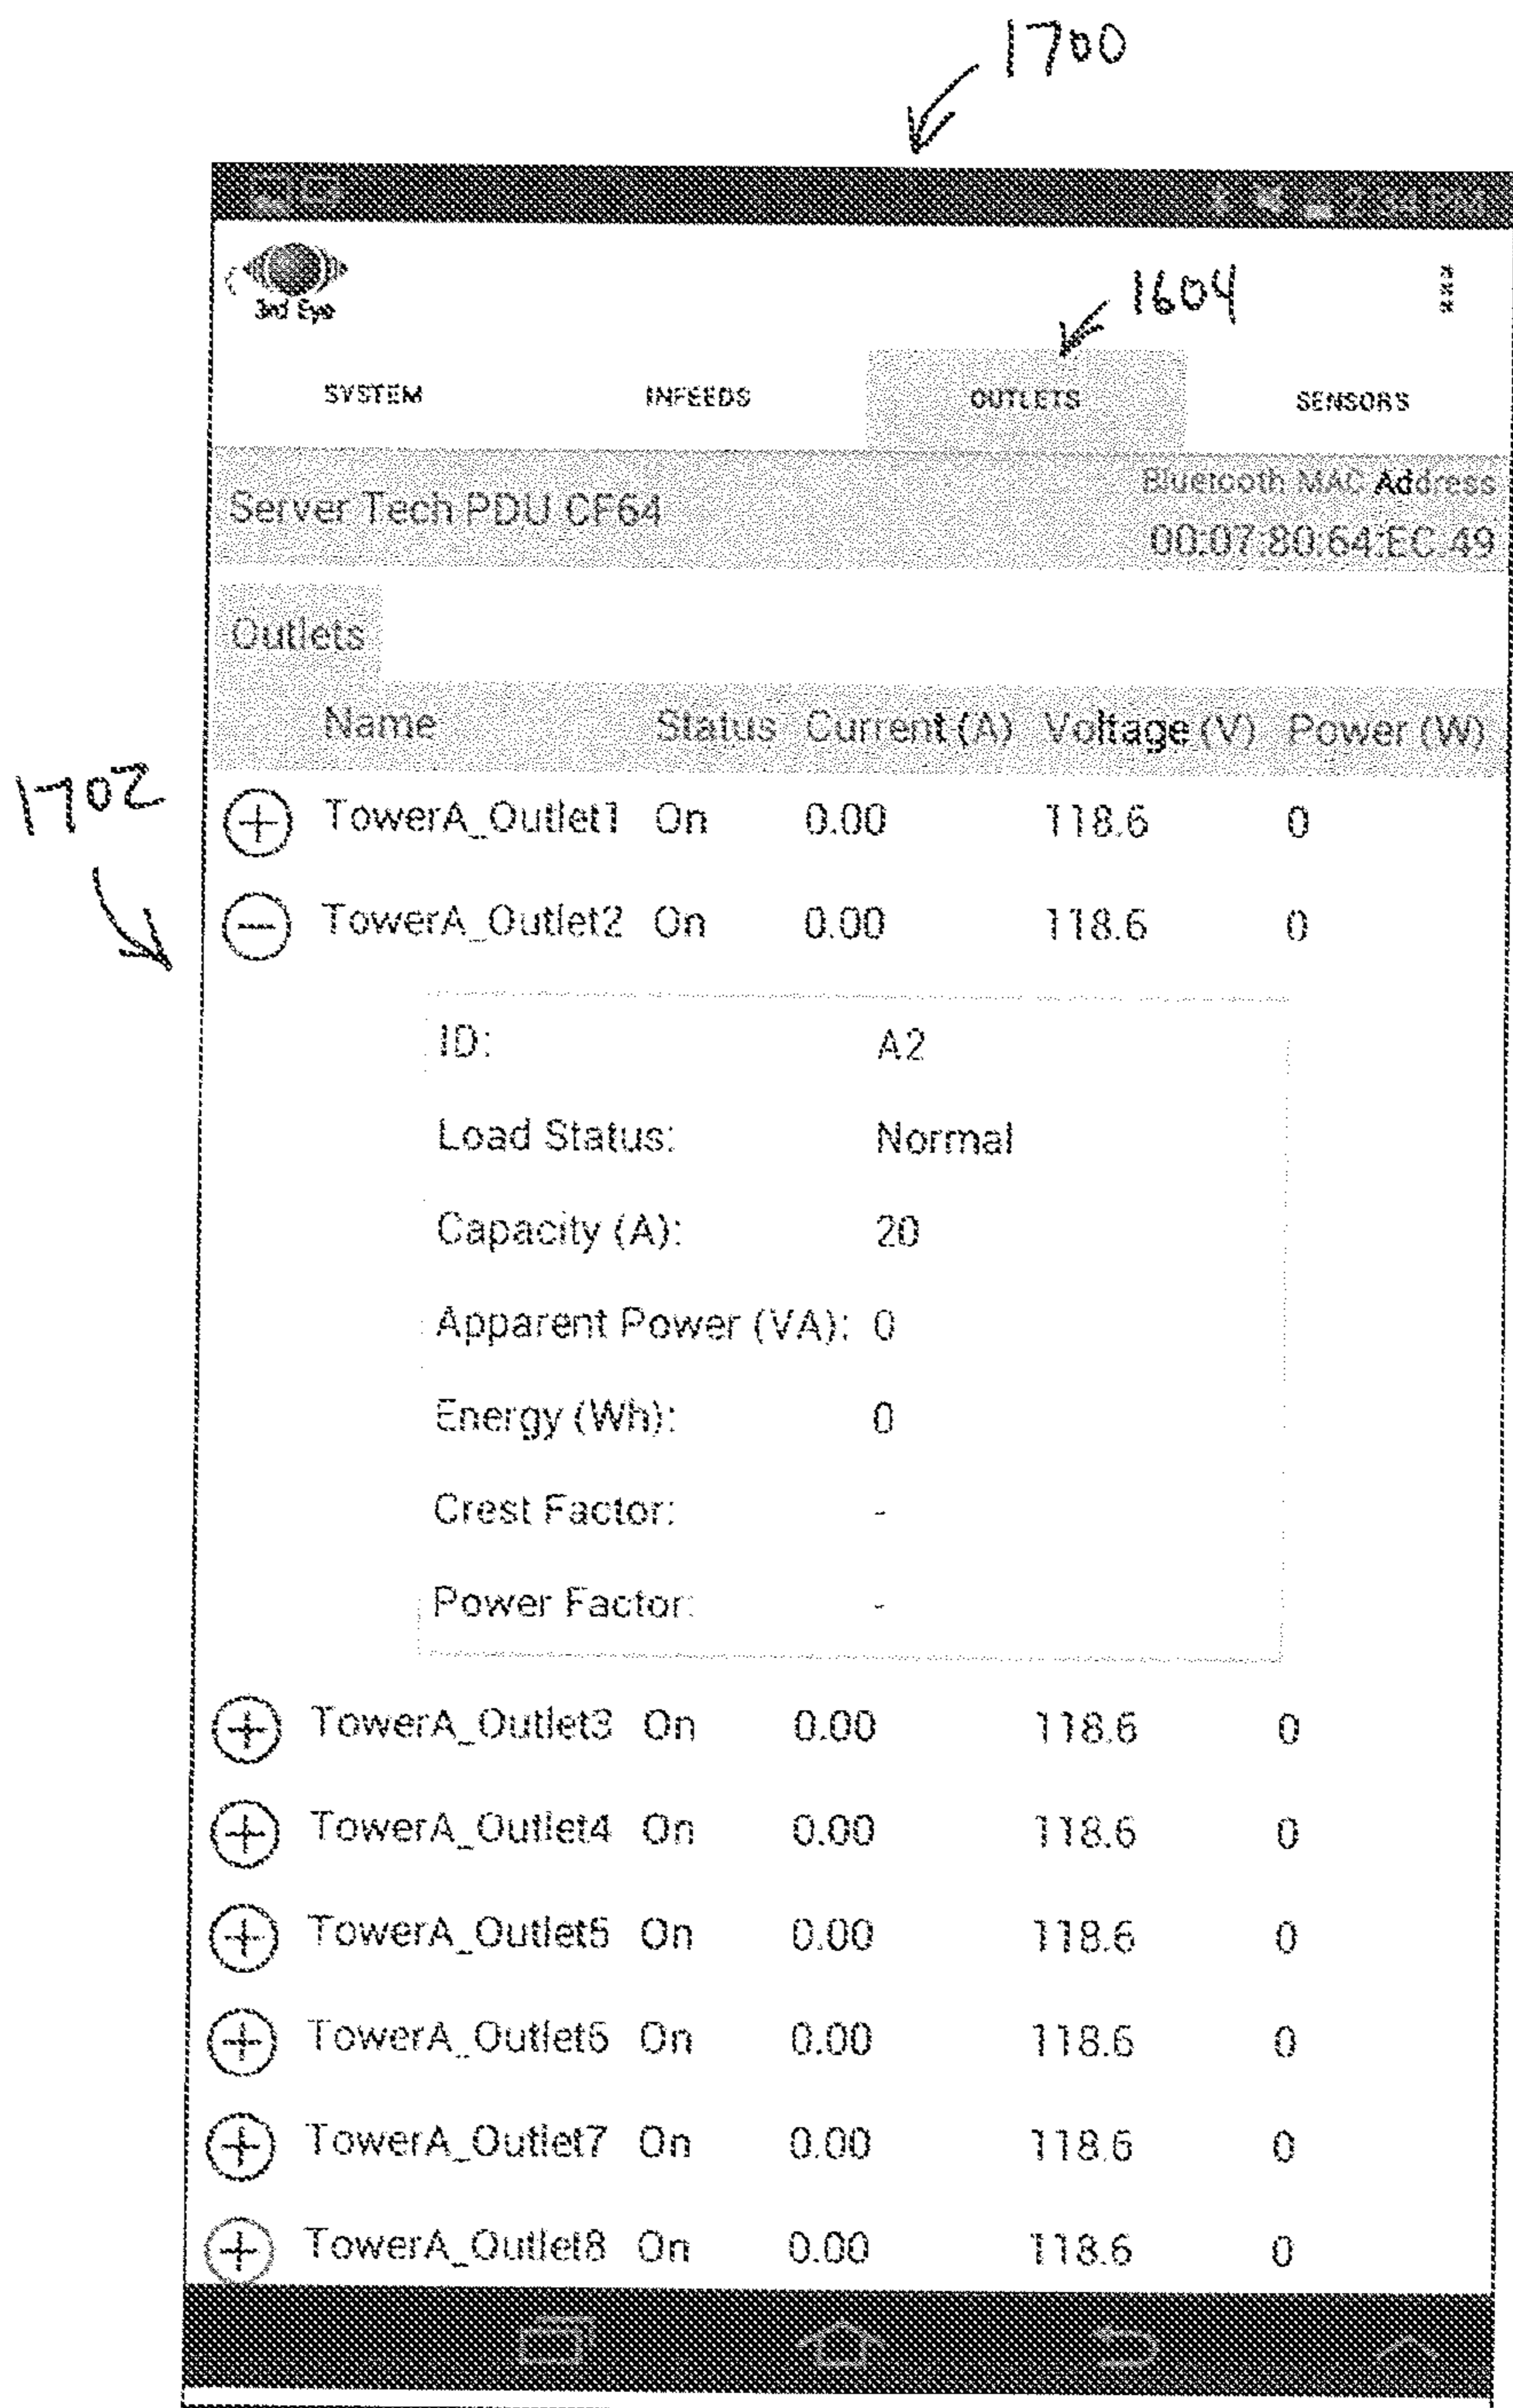 1700
2:34 PM
3rd Eye
1604
SYSTEM INFEEDS OUTLETS SENSORS
Server Tech PDU CF64
Bluetooth MAC Address
00:07:80:64:EC:49
Outlets
Name Status Current (A) Voltage (V) Power (W)
1702
TowerA_Outlet1 On 0.00 118.6 0
TowerA_Outlet2 On 0.00 118.6 0
ID: A2
Load Status: Normal
Capacity (A): 20
Apparent Power (VA): 0
Energy (Wh): 0
Crest Factor: -
Power Factor: -
TowerA_Outlet3 On 0.00 118.6 0
TowerA_Outlet4 On 0.00 118.6 0
TowerA_Outlet5 On 0.00 118.6 0
TowerA_Outlet6 On 0.00 118.6 0
TowerA_Outlet7 On 0.00 118.6 0
TowerA_Outlet8 On 0.00 118.6 0